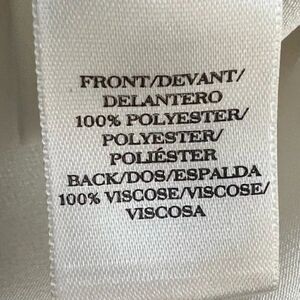 FRONT/DEVANT/
DELANTERO
100% POLYESTER/
POLYESTER/
POLIÉSTER
BACK/DOS/ESPALDA
100% VISCOSE/VISCOSE/
VISCOSA